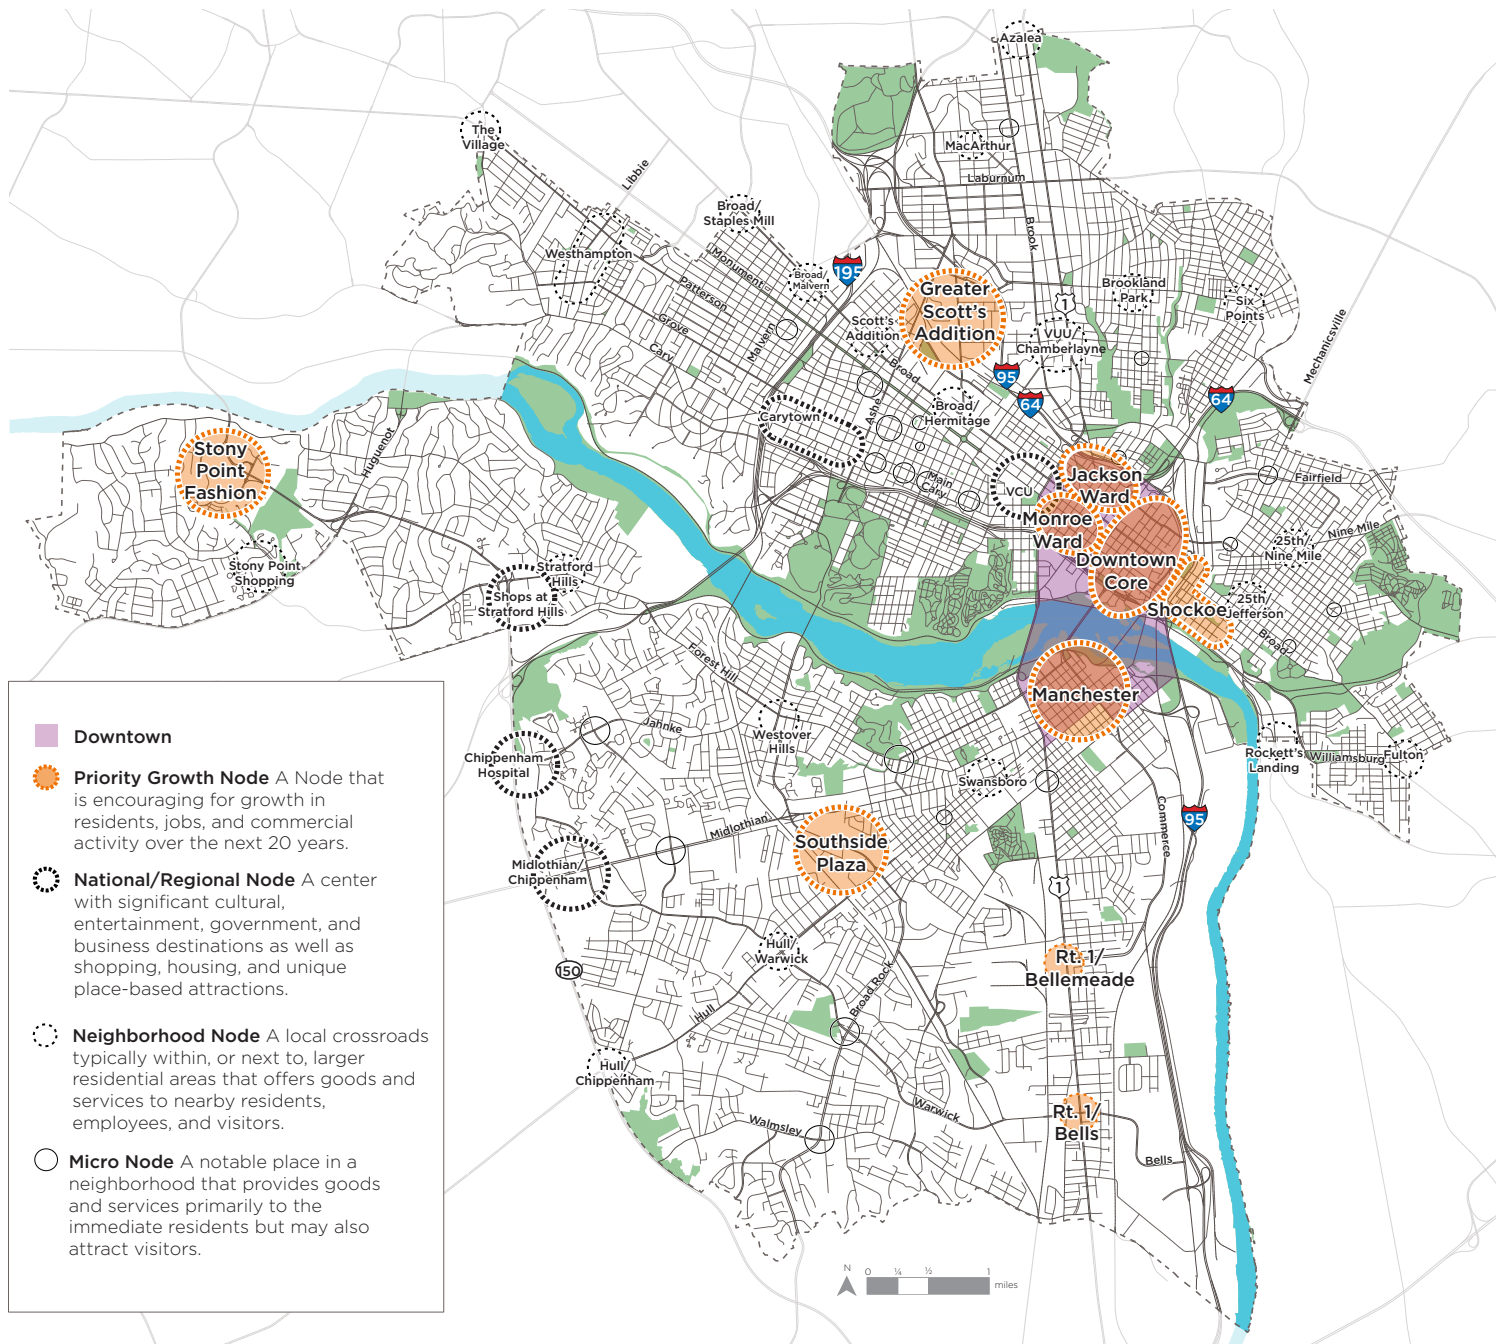 Azalea
The
Village
MacArthur
Laburnum
Libbie
Broad/
Staples Mill
Brook
Westhampton
Monument
Broad/
Malvern
195
Patterson
Greater
Scott's
Addition
Brookland
Park
Six
Points
1
Grove
Scott's
Addition
VUU/
Chamberlayne
Malvern
Cary
Broad
Mechanicsville
95
64
64
Ashe
Carytown
Broad/
Hermitage
Huguenot
Stony
Point
Fashion
Main
Cary
VCU
Jackson
Ward
Fairfield
Monroe
Ward
Nine Mile
25th/
Nine Mile
Downtown
Core
Stony Point
Shopping
Stratford
Hills
Shops at
Stratford Hills
Shockoe
25th
Jefferson
Broad
Forest Hill
Manchester
Jahnke
Westover
Hills
Chippenham
Hospital
Swansboro
Rockett's
Landing
Williamsburg
Fulton
Commerce
95
Midlothian
Southside
Plaza
Midlothian/
Chippenham
1
Hull/
Warwick
150
Broad Rock
Rt. 1/
Bellemeade
Hull
Hull/
Chippenham
Warwick
Walmsley
Rt. 1/
Bells
Bells
Downtown
Priority Growth Node A Node that
is encouraging for growth in
residents, jobs, and commercial
activity over the next 20 years.
National/Regional Node A center
with significant cultural,
entertainment, government, and
business destinations as well as
shopping, housing, and unique
place-based attractions.
Neighborhood Node A local crossroads
typically within, or next to, larger
residential areas that offers goods and
services to nearby residents,
employees, and visitors.
Micro Node A notable place in a
neighborhood that provides goods
and services primarily to the
immediate residents but may also
attract visitors.
N
0 ¼ ½ 1
miles